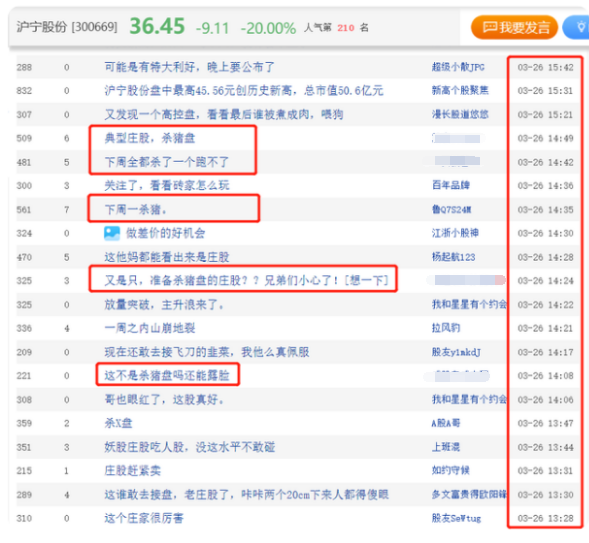 沪宁股份 [300669] 36.45 -9.11 -20.00% 人气第 210 名 我要发言
288 0 可能是有特大利好，晚上要公布了 超级小散JPG 03-26 15:42
832 0 沪宁股份盘中最高45.56元创历史新高，总市值50.6亿元 新高个股聚焦 03-26 15:31
307 0 又发现一个高控盘，看看最后谁被煮成肉，喂狗 漫长股道悠悠 03-26 15:21
509 6 典型庄股，杀猪盘 03-26 14:49
481 5 下周全都杀了一个跑不了 03-26 14:42
300 3 关注了，看看砖家怎么玩 百年品牌 03-26 14:36
561 7 下周一杀猪。 鲁Q7S24M 03-26 14:35
324 0 做差价的好机会 江浙小股神 03-26 14:30
470 5 这他妈都能看出来是庄股 杨起航123 03-26 14:28
325 3 又是只，准备杀猪盘的庄股？？兄弟们小心了！[想一下] 03-26 14:24
325 0 放量突破，主升浪来了。 我和星星有个约会 03-26 14:22
336 4 一周之内山崩地裂 拉风豹 03-26 14:21
209 0 现在还敢去接飞刀的韭菜，我他么真佩服 股友y1mkdJ 03-26 14:17
221 0 这不是杀猪盘吗还能露脸 03-26 14:08
308 0 哥也眼红了，这股真好。 我和星星有个约会 03-26 14:06
359 2 杀X盘 A股A哥 03-26 13:47
351 3 妖股庄股吃人股，没这水平不敢碰 上班混 03-26 13:44
215 1 庄股赶紧卖 如约守候 03-26 13:31
289 4 这谁敢去接盘，老庄股了，咔咔两个20cm下来人都得傻眼 多文富贵得欧阳锋 03-26 13:30
310 0 这个庄家很厉害 股友SeWtug 03-26 13:28